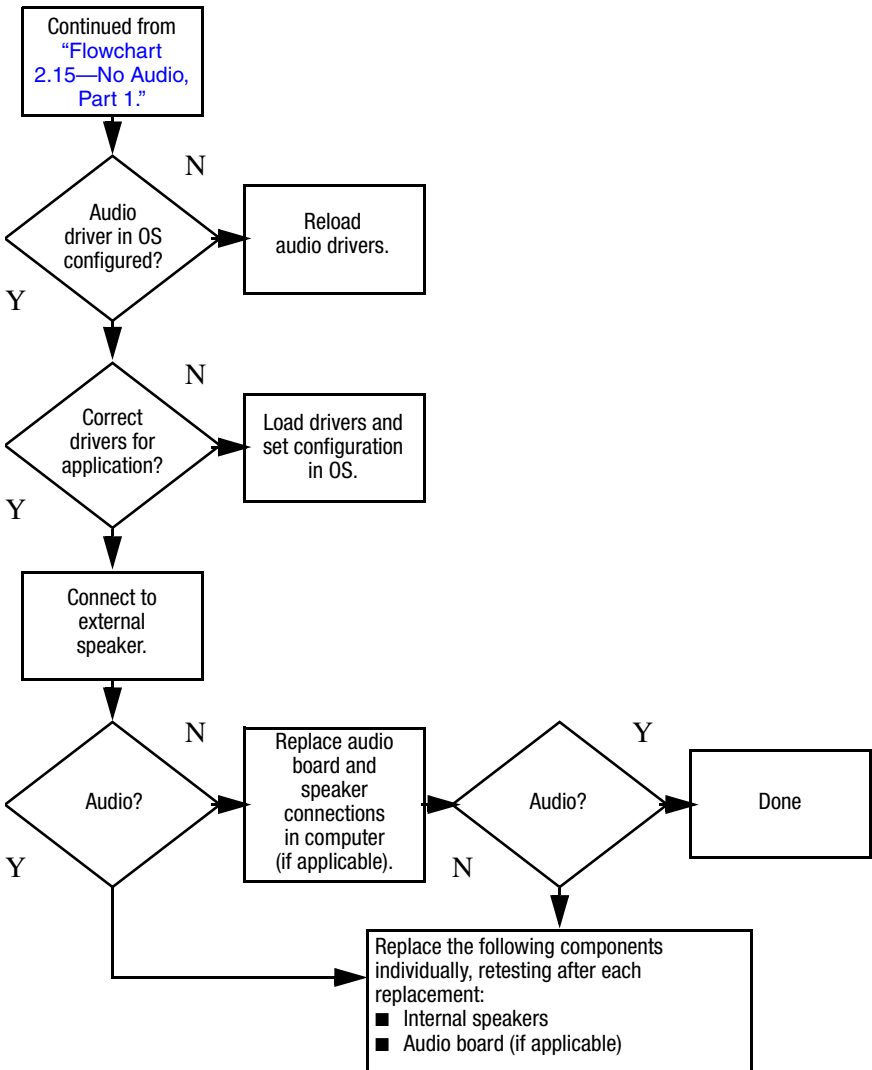 Continued from
“Flowchart
2.15—No Audio,
Part 1.”
N
Audio
driver in OS
configured?
Reload
audio drivers.
Y
N
Correct
drivers for
application?
Load drivers and
set configuration
in OS.
Y
Connect to
external
speaker.
N
Audio?
Y
Replace audio
board and
speaker
connections
in computer
(if applicable).
Audio?
Y
Done
N
Replace the following components
individually, retesting after each
replacement:
■ Internal speakers
■ Audio board (if applicable)